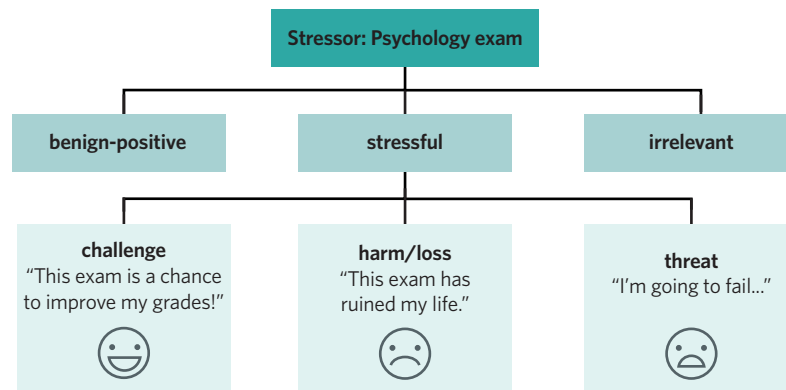 Stressor: Psychology exam
benign-positive
stressful
irrelevant
challenge
“This exam is a chance
to improve my grades!”
harm/loss
“This exam has
ruined my life.”
threat
“I’m going to fail...”